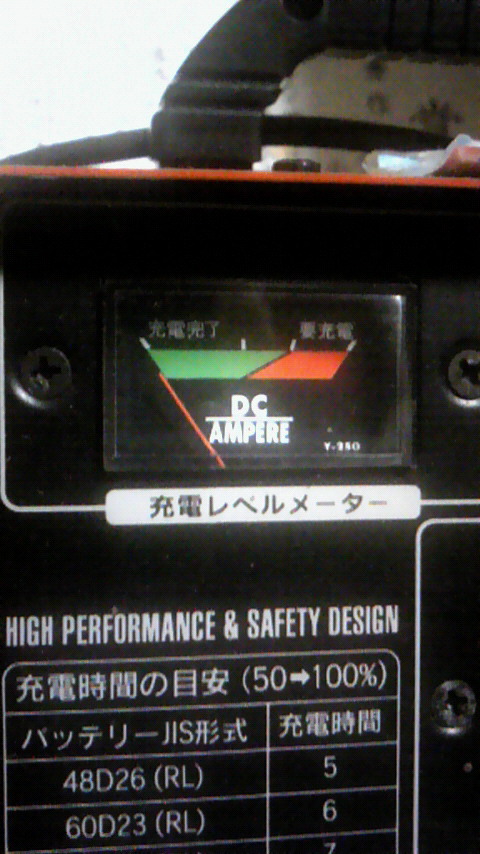 充電完了 要充電
DC
AMPERE
Y-250
充電レベルメーター
HIGH PERFORMANCE & SAFETY DESIGN
充電時間の目安 (50➡100%)
バッテリーJIS形式 充電時間
48D26 (RL) 5
60D23 (RL) 6
7